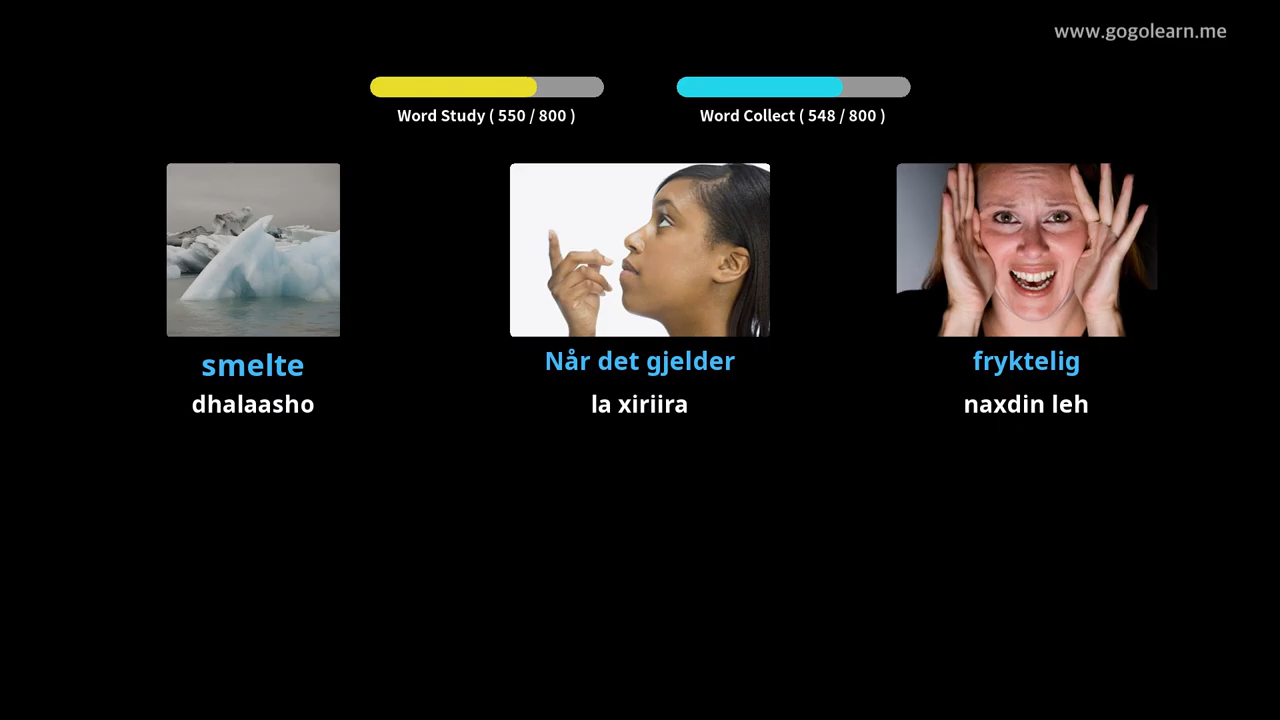 www.gogolearn.me
Word Study ( 550 / 800 )
Word Collect ( 548 / 800 )
smelte
Når det gjelder
fryktelig
dhalaasho
la xiriira
naxdin leh